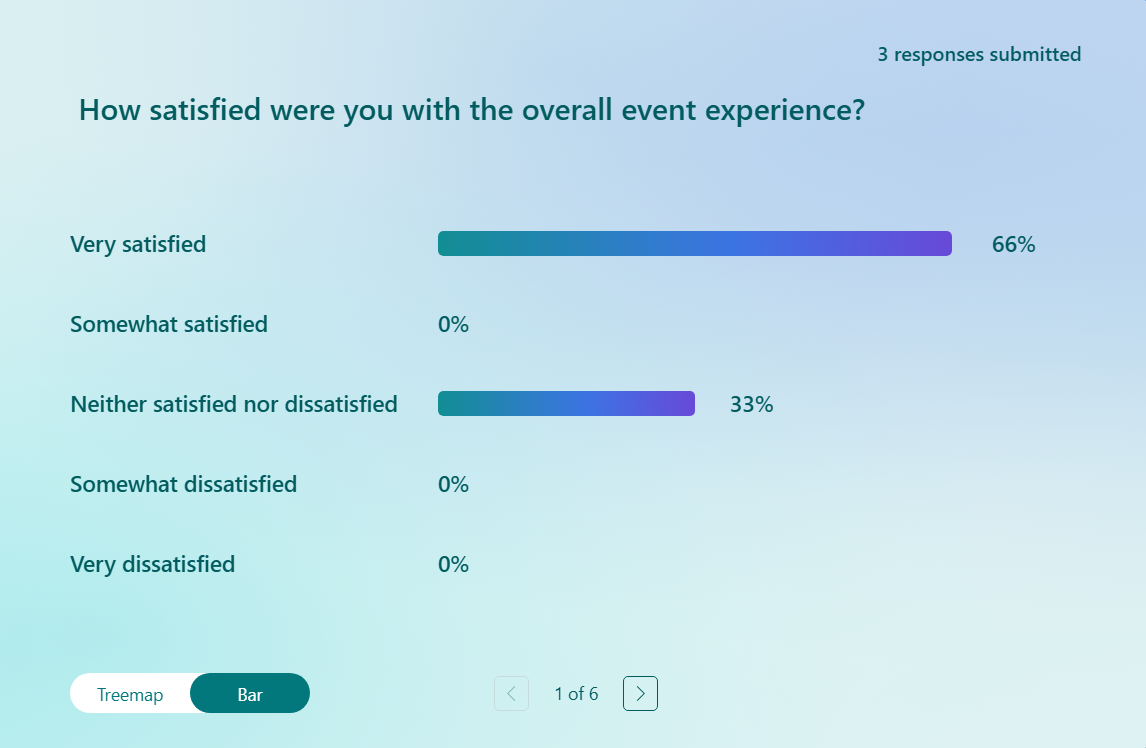 3 responses submitted
How satisfied were you with the overall event experience?
Very satisfied 66%
Somewhat satisfied 0%
Neither satisfied nor dissatisfied 33%
Somewhat dissatisfied 0%
Very dissatisfied 0%
Treemap Bar 1 of 6